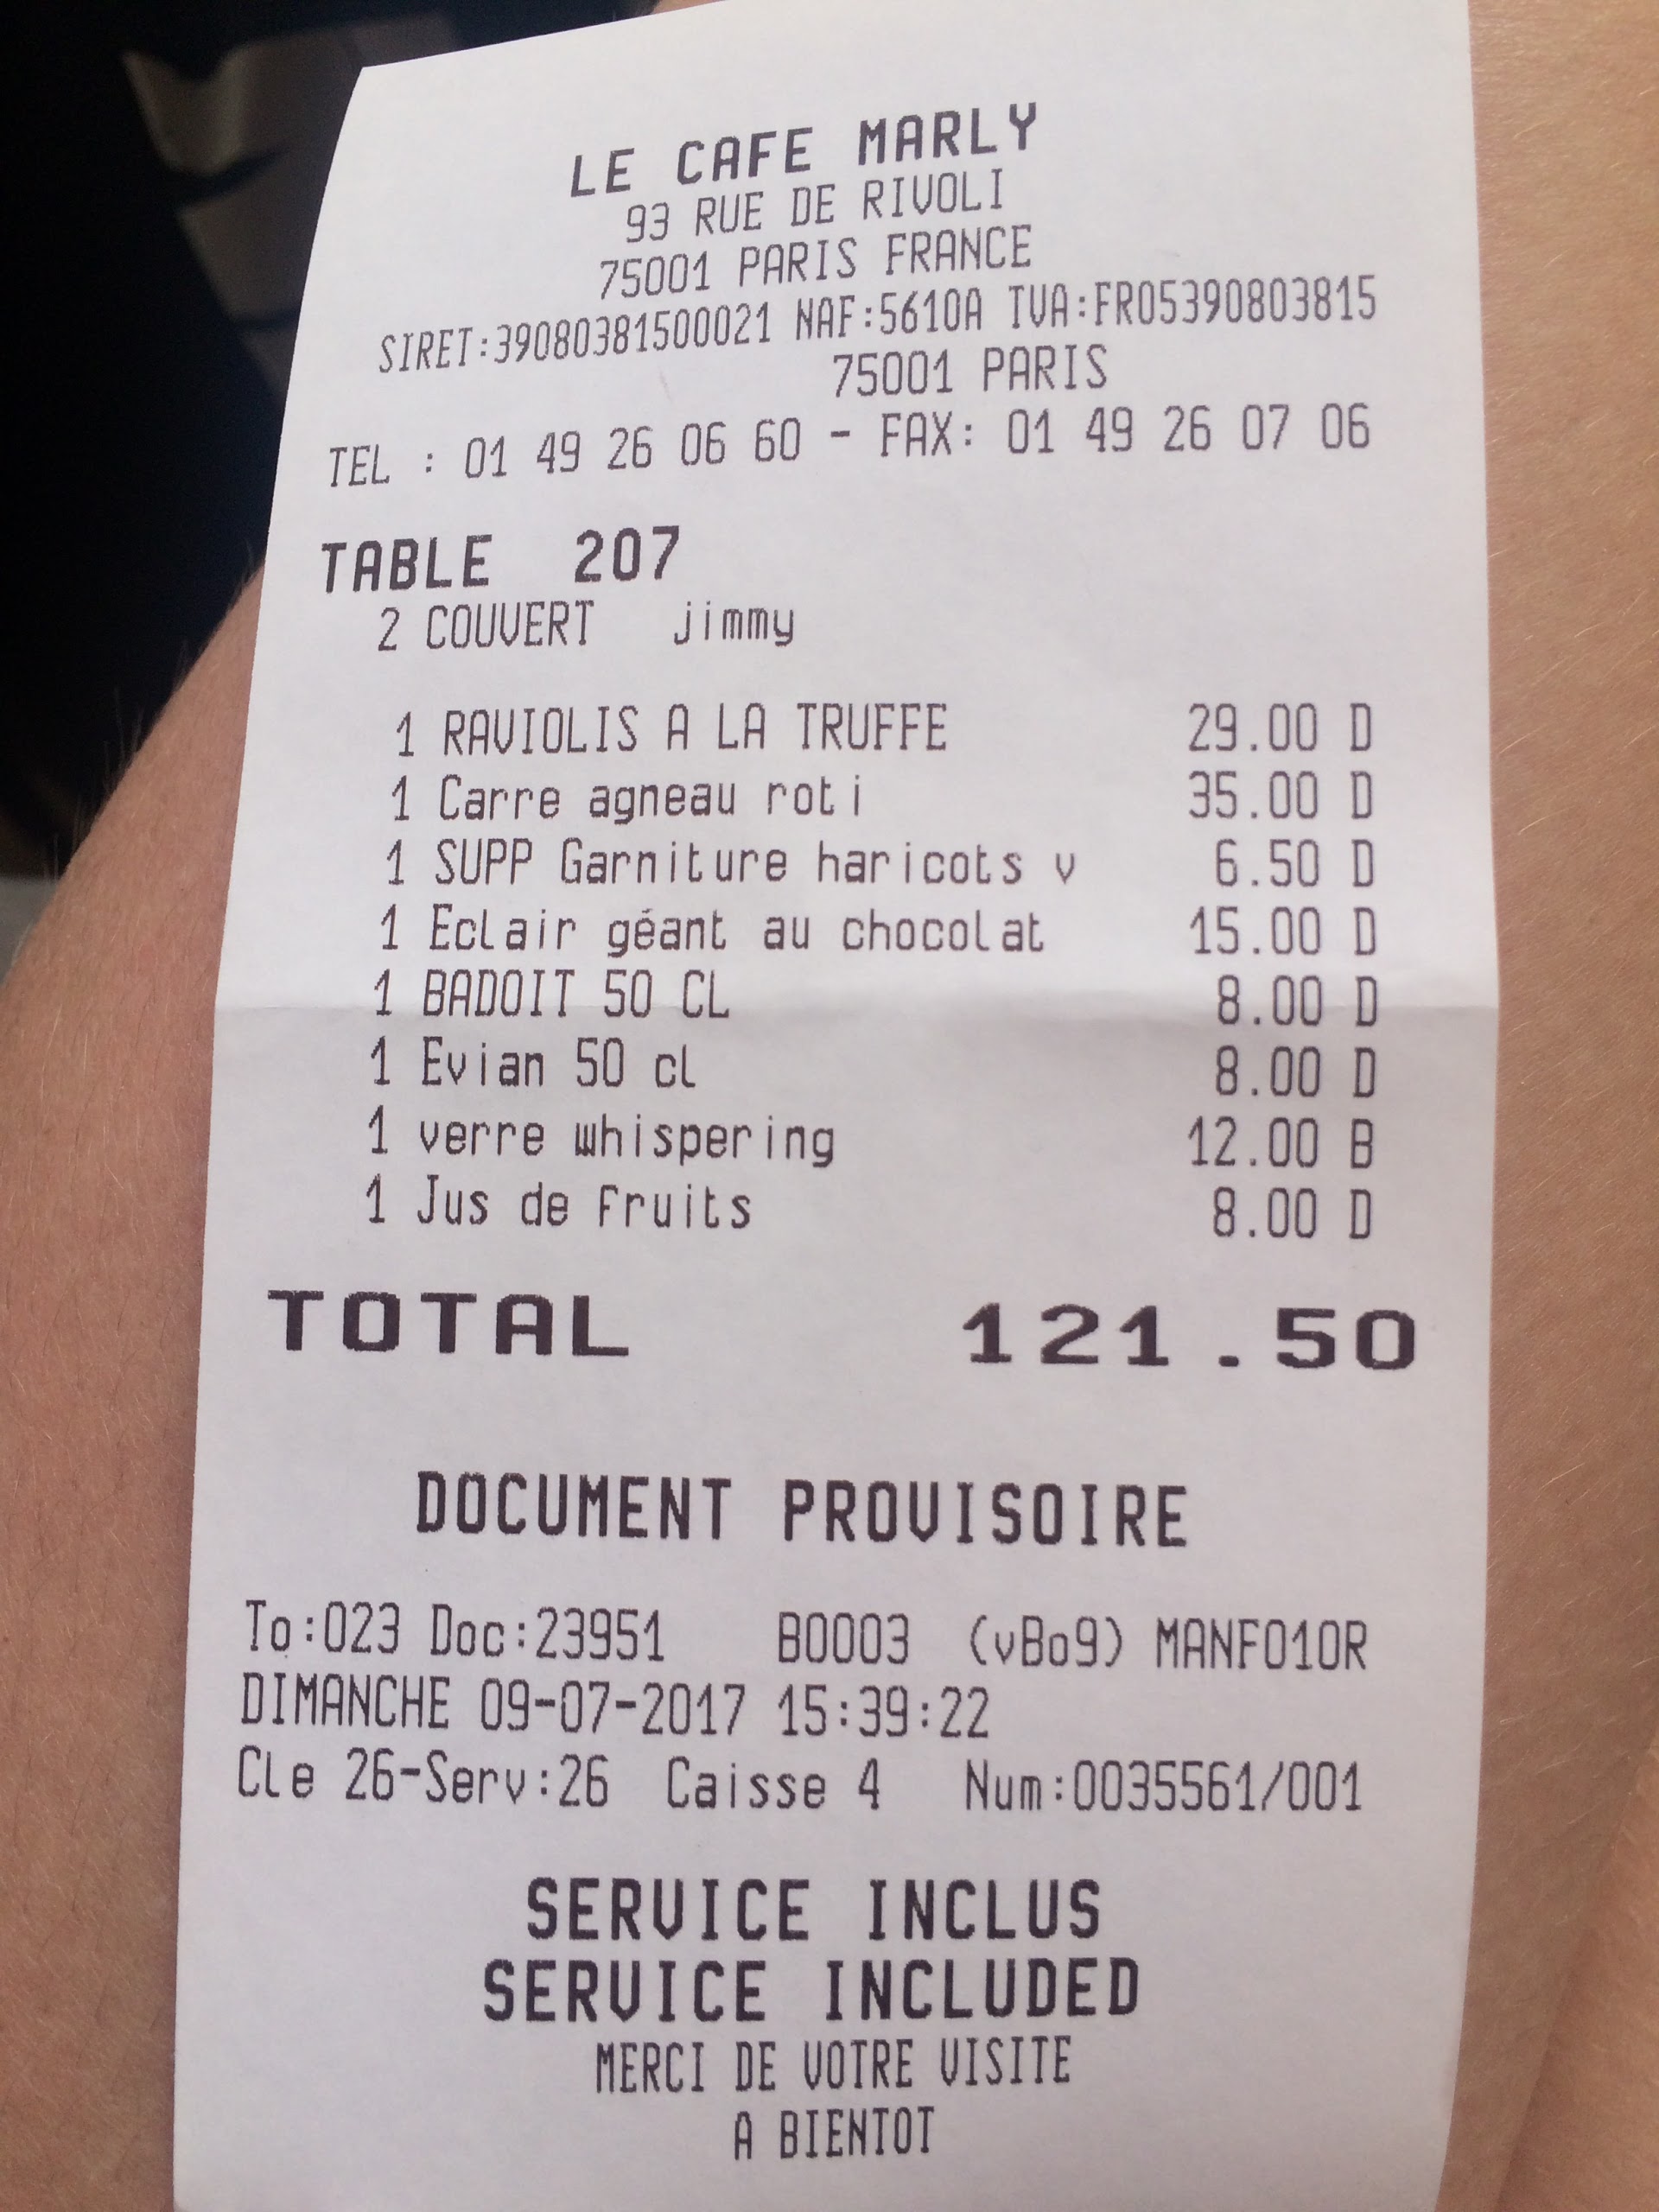 LE CAFE MARLY
93 RUE DE RIVOLI
75001 PARIS FRANCE
SIRET:39080381500021 NAF:5610A TVA:FR05390803815
75001 PARIS
TEL : 01 49 26 06 60 - FAX: 01 49 26 07 06
TABLE 207
2 COUVERT jimmy
1 RAVIOLIS A LA TRUFFE 29.00 D
1 Carre agneau roti 35.00 D
1 SUPP Garniture haricots v 6.50 D
1 Eclair géant au chocolat 15.00 D
1 BADOIT 50 CL 8.00 D
1 Evian 50 cl 8.00 D
1 verre whispering 12.00 B
1 Jus de fruits 8.00 D
TOTAL 121.50
DOCUMENT PROVISOIRE
To:023 Doc:23951 B0003 (vBo9) MANF010R
DIMANCHE 09-07-2017 15:39:22
Cle 26-Serv:26 Caisse 4 Num:0035561/001
SERVICE INCLUS
SERVICE INCLUDED
MERCI DE VOTRE VISITE
A BIENTOT